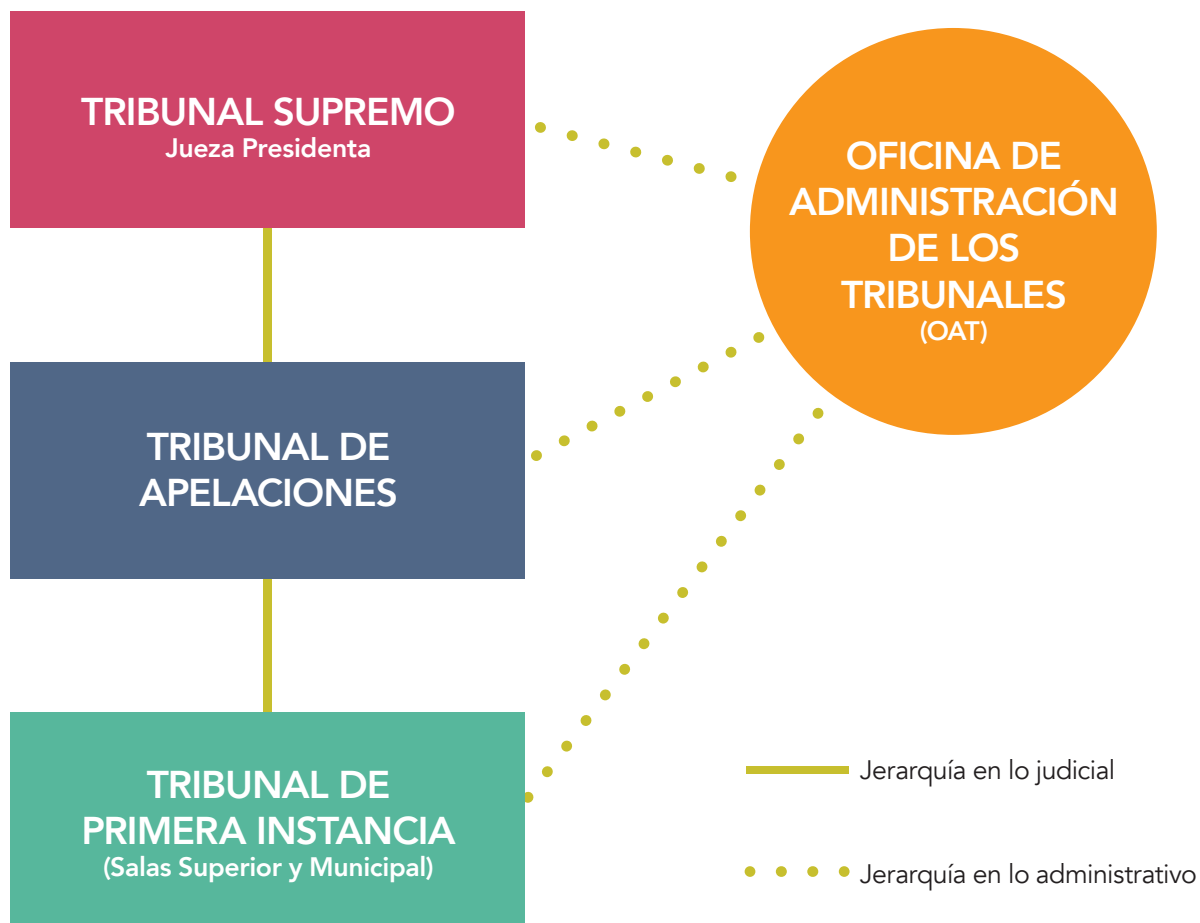 TRIBUNAL SUPREMO
Jueza Presidenta
OFICINA DE
ADMINISTRACIÓN
DE LOS
TRIBUNALES
(OAT)
TRIBUNAL DE
APELACIONES
TRIBUNAL DE
PRIMERA INSTANCIA
(Salas Superior y Municipal)
Jerarquía en lo judicial
Jerarquía en lo administrativo